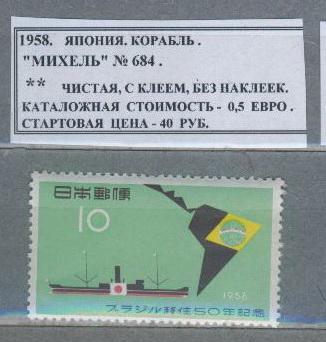 1958. ЯПОНИЯ. КОРАБЛЬ.
"МИХЕЛЬ" № 684.
** ЧИСТАЯ, С КЛЕЕМ, БЕЗ НАКЛЕЕК.
КАТАЛОЖНАЯ СТОИМОСТЬ - 0,5 ЕВРО.
СТАРТОВАЯ ЦЕНА - 40 РУБ.
日本郵便
10
1958
ブラジル移住50年記念